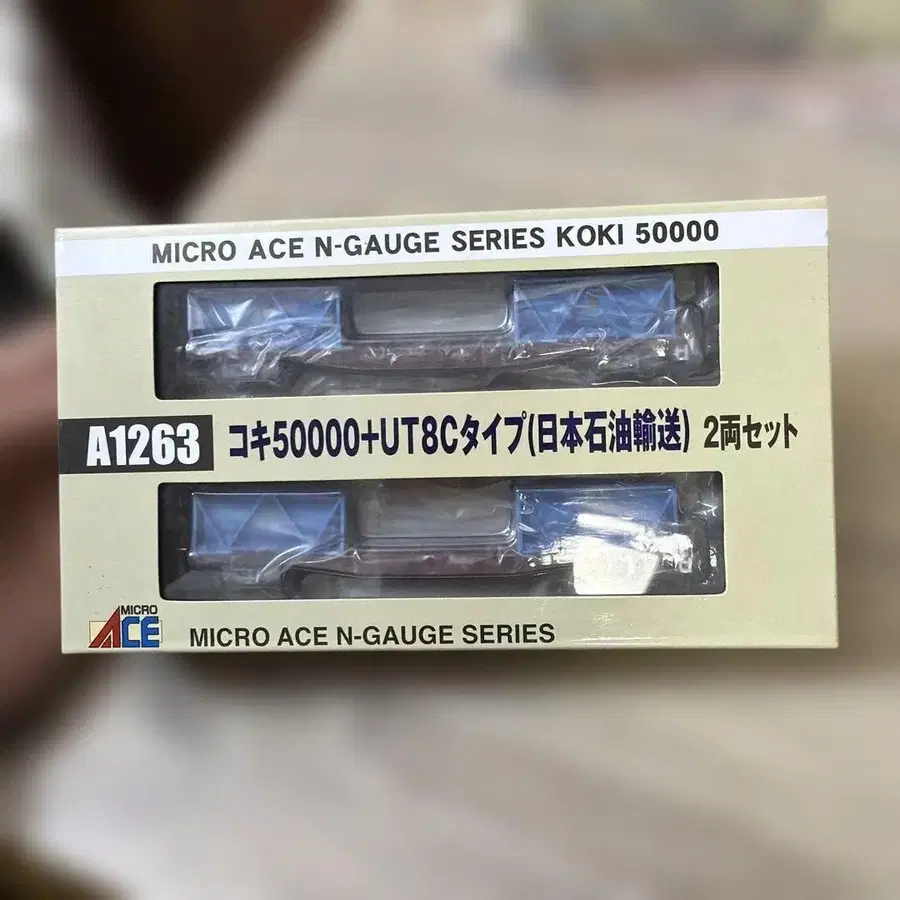 MICRO ACE N-GAUGE SERIES KOKI 50000
A1263 コキ50000+UT8Cタイプ(日本石油輸送) 2両セット
MICRO
ACE
MICRO ACE N-GAUGE SERIES